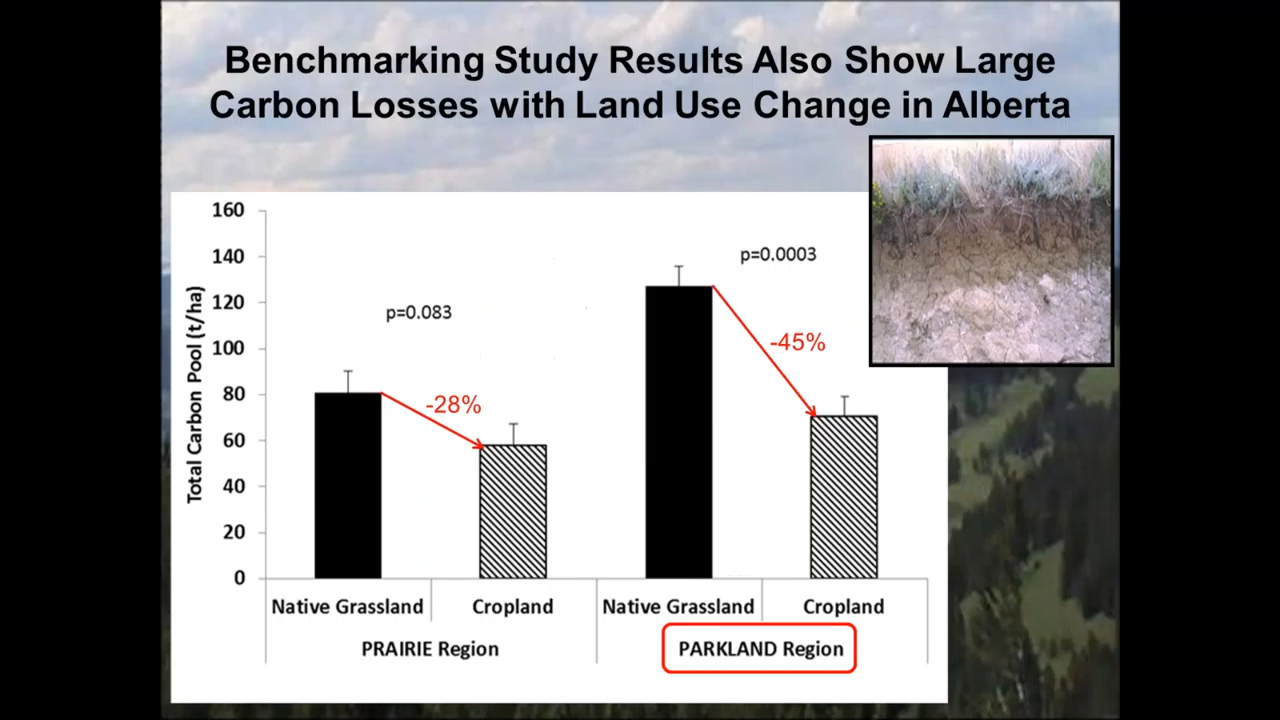 Benchmarking Study Results Also Show Large
Carbon Losses with Land Use Change in Alberta
Total Carbon Pool (t/ha)
160
140
120
100
80
60
40
20
0
p=0.083
-28%
p=0.0003
-45%
Native Grassland
Cropland
Native Grassland
Cropland
PRAIRIE Region
PARKLAND Region